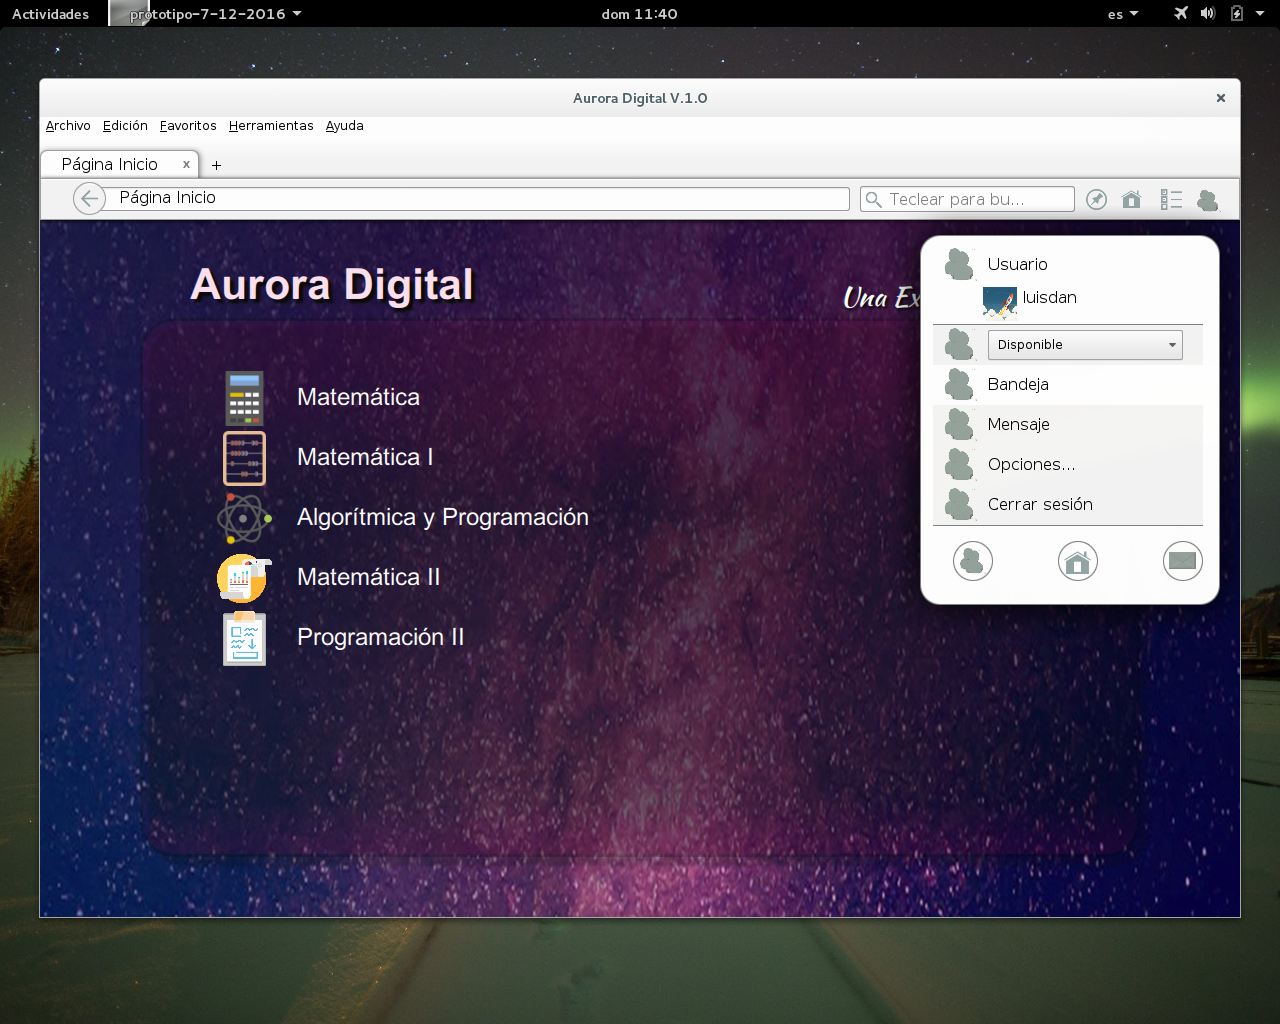 Actividades prototipo-7-12-2016 dom 11:40 es
Aurora Digital V.1.0
Archivo Edición Favoritos Herramientas Ayuda
Página Inicio x +
Página Inicio Teclear para bu...
Aurora Digital
Una Ex
Matemática
Matemática I
Algorítmica y Programación
Matemática II
Programación II
Usuario
luisdan
Disponible
Bandeja
Mensaje
Opciones...
Cerrar sesión